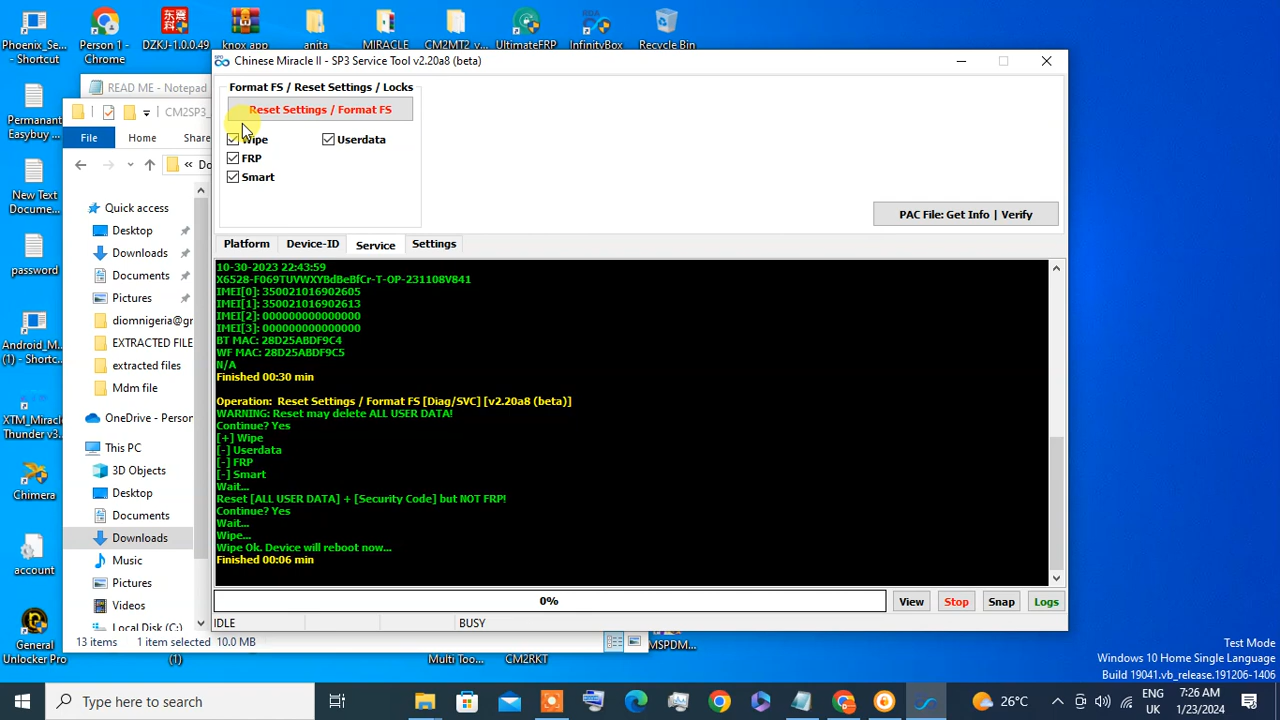 Phoenix_Se...
- Shortcut
Person 1 -
Chrome
DZKJ-1.0.0.49
knox app
anita
MIRACLE
CM2MT2_v...
UltimateFRP
InfinityBox
Recycle Bin
Chinese Miracle II - SP3 Service Tool v2.20a8 (beta)
READ ME - Notepad
Format FS / Reset Settings / Locks
Reset Settings / Format FS
Wipe
Userdata
FRP
Smart
PAC File: Get Info | Verify
Platform
Device-ID
Service
Settings
10-30-2023 22:43:59
X6528-F069TUVWXYBdBeBfCr-T-OP-231108V841
IMEI[0]: 350021016902605
IMEI[1]: 350021016902613
IMEI[2]: 000000000000000
IMEI[3]: 000000000000000
BT MAC: 28D25ABDF9C4
WF MAC: 28D25ABDF9C5
N/A
Finished 00:30 min
Operation: Reset Settings / Format FS [Diag/SVC] [v2.20a8 (beta)]
WARNING: Reset may delete ALL USER DATA!
Continue? Yes
[+] Wipe
[-] Userdata
[-] FRP
[-] Smart
Wait...
Reset [ALL USER DATA] + [Security Code] but NOT FRP!
Continue? Yes
Wait...
Wipe...
Wipe Ok. Device will reboot now...
Finished 00:06 min
0%
View
Stop
Snap
Logs
IDLE
BUSY
CM2SP3_
File
Home
Share
« Do
Quick access
Desktop
Downloads
Documents
Pictures
diomnigeria@gr
EXTRACTED FILE
extracted files
Mdm file
OneDrive - Person
This PC
3D Objects
Desktop
Documents
Downloads
Music
Pictures
Videos
Local Disk (C:)
13 items
1 item selected 10.0 MB
Permanant
Easybuy ...
New Text
Docume...
password
Android_M...
(1) - Shortc...
XTM_Miracl
Thunder v3...
Chimera
account
General
Unlocker Pro
(1)
Multi Too...
CM2RKT
MSPDM...
Test Mode
Windows 10 Home Single Language
Build 19041.vb_release.191206-1406
Type here to search
26°C
ENG
UK
7:26 AM
1/23/2024